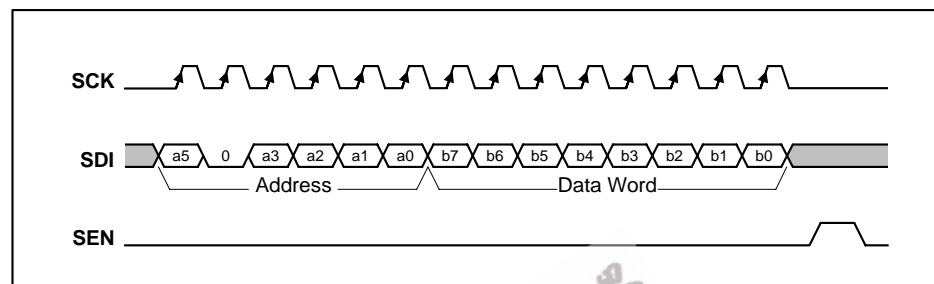 SCK
SDI a5 0 a3 a2 a1 a0 b7 b6 b5 b4 b3 b2 b1 b0
Address Data Word
SEN